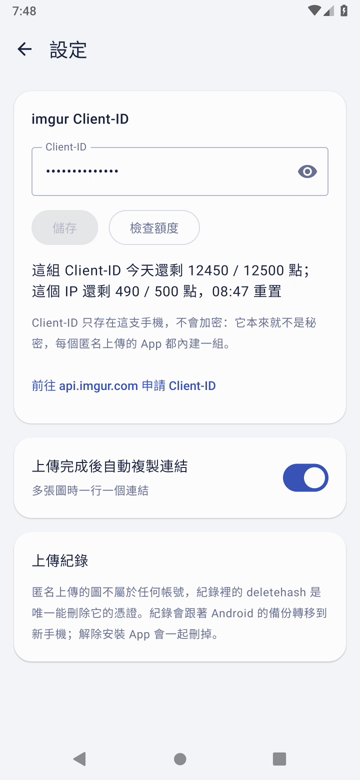 7:48
設定
imgur Client-ID
Client-ID
••••••••••••••
儲存
檢查額度
這組 Client-ID 今天還剩 12450 / 12500 點；
這個 IP 還剩 490 / 500 點，08:47 重置
Client-ID 只存在這支手機，不會加密：它本來就不是秘
密，每個匿名上傳的 App 都內建一組。
前往 api.imgur.com 申請 Client-ID
上傳完成後自動複製連結
多張圖時一行一個連結
上傳紀錄
匿名上傳的圖不屬於任何帳號，紀錄裡的 deletehash 是
唯一能刪除它的憑證。紀錄會跟著 Android 的備份轉移到
新手機；解除安裝 App 會一起刪掉。